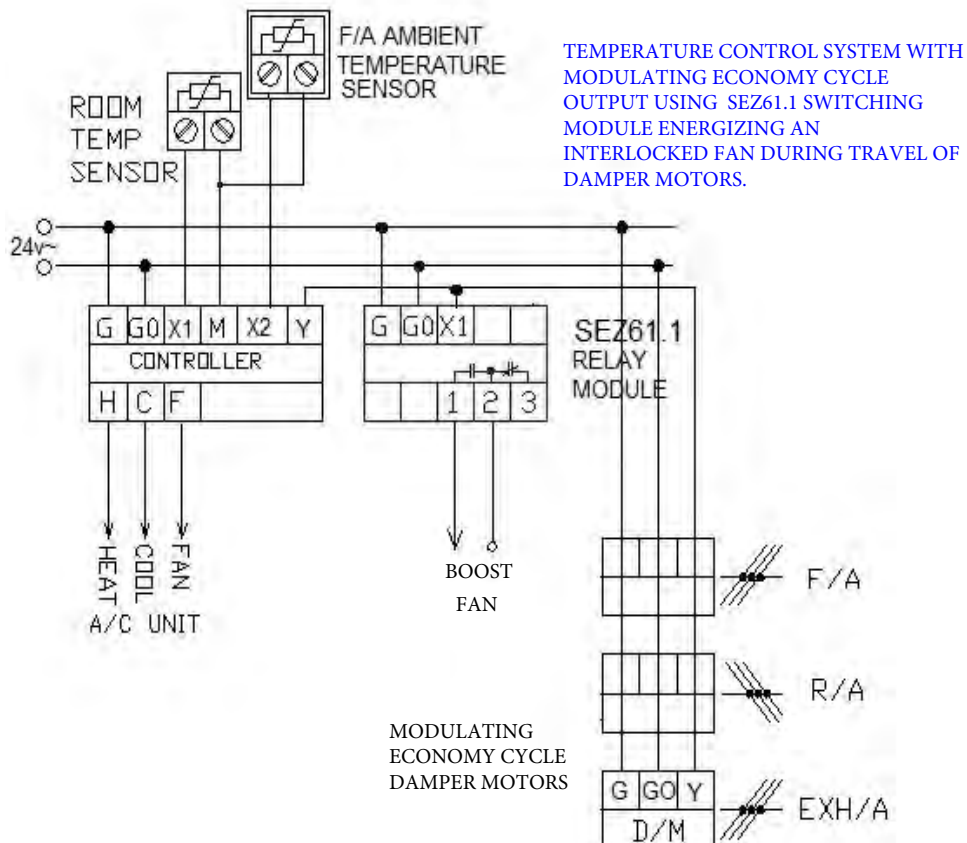 F/A AMBIENT
TEMPERATURE
SENSOR
TEMPERATURE CONTROL SYSTEM WITH
MODULATING ECONOMY CYCLE
OUTPUT USING SEZ61.1 SWITCHING
MODULE ENERGIZING AN
INTERLOCKED FAN DURING TRAVEL OF
DAMPER MOTORS.
ROOM
TEMP
SENSOR
24v~
G G0 X1 M X2 Y
CONTROLLER
H C F
G G0 X1
1 2 3
SEZ61.1
RELAY
MODULE
HEAT
COOL
FAN
A/C UNIT
BOOST
FAN
F/A
R/A
MODULATING
ECONOMY CYCLE
DAMPER MOTORS
G G0 Y
D/M
EXH/A